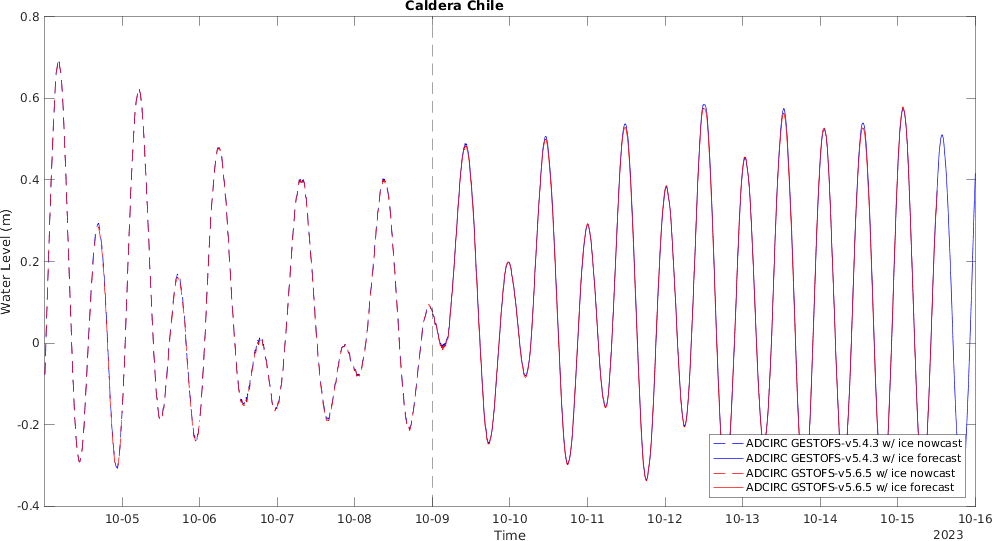 Caldera Chile
0.8
0.6
0.4
0.2
0
-0.2
-0.4
Water Level (m)
ADCIRC GESTOFS-v5.4.3 w/ ice nowcast
ADCIRC GESTOFS-v5.4.3 w/ ice forecast
ADCIRC GSTOFS-v5.6.5 w/ ice nowcast
ADCIRC GSTOFS-v5.6.5 w/ ice forecast
10-05 10-06 10-07 10-08 10-09 10-10 10-11 10-12 10-13 10-14 10-15 10-16
Time
2023